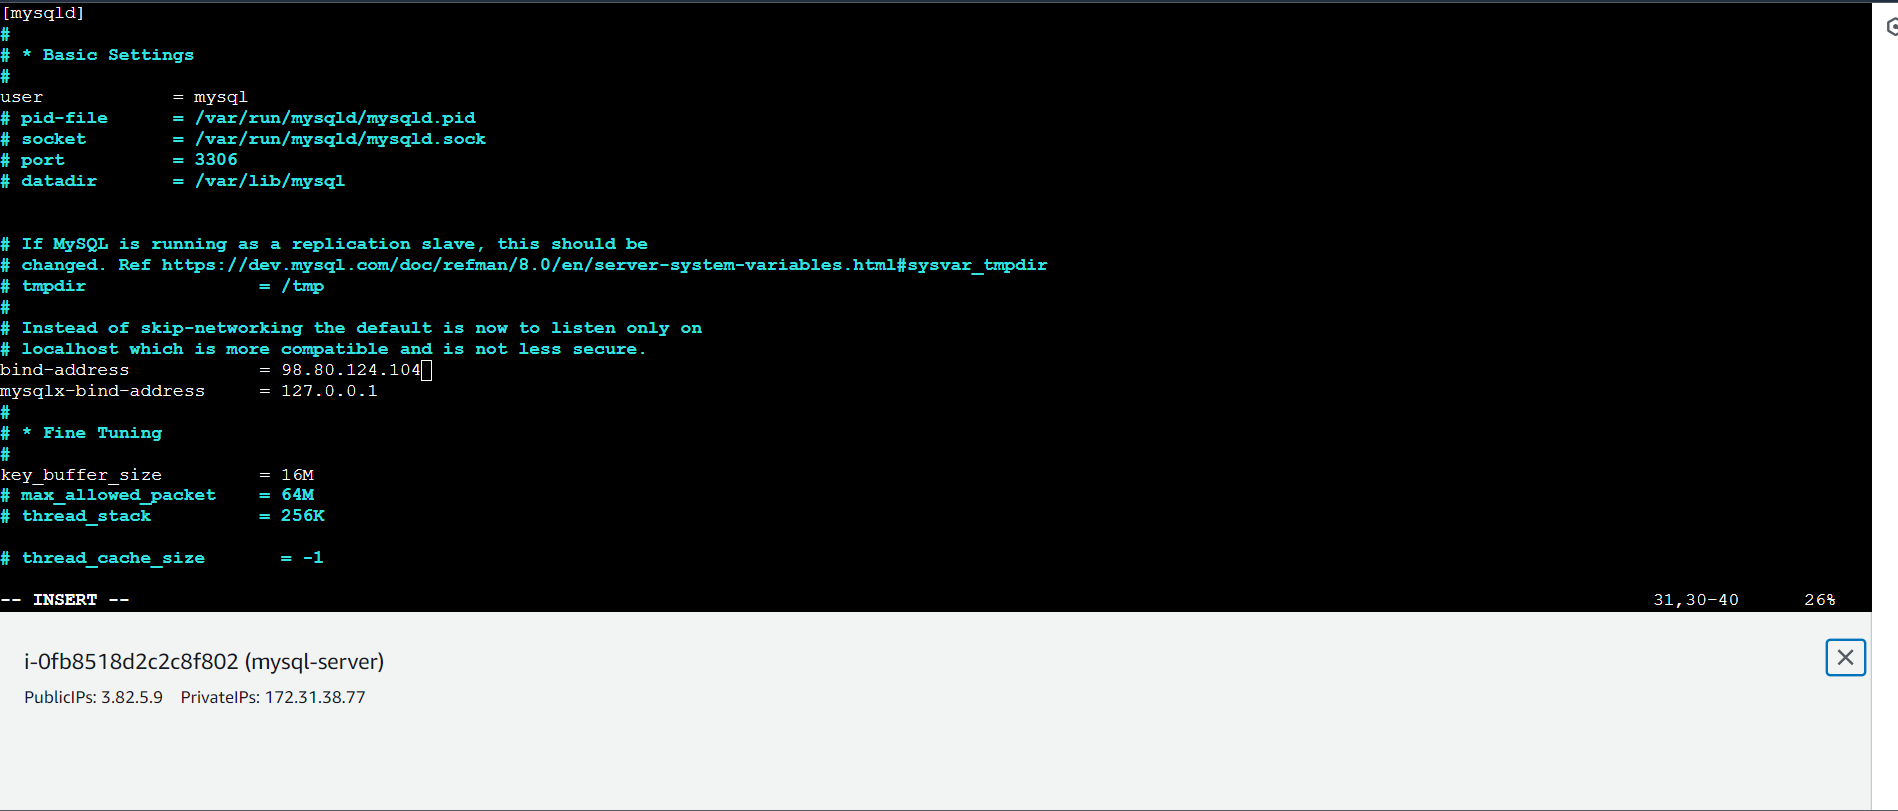 [mysqld]
#
# * Basic Settings
#
user            = mysql
# pid-file      = /var/run/mysqld/mysqld.pid
# socket        = /var/run/mysqld/mysqld.sock
# port          = 3306
# datadir       = /var/lib/mysql
# If MySQL is running as a replication slave, this should be
# changed. Ref https://dev.mysql.com/doc/refman/8.0/en/server-system-variables.html#sysvar_tmpdir
# tmpdir                = /tmp
#
# Instead of skip-networking the default is now to listen only on
# localhost which is more compatible and is not less secure.
bind-address            = 98.80.124.104
mysqlx-bind-address     = 127.0.0.1
#
# * Fine Tuning
#
key_buffer_size         = 16M
# max_allowed_packet    = 64M
# thread_stack          = 256K
# thread_cache_size       = -1
-- INSERT -- 31,30-40 26%
i-0fb8518d2c2c8f802 (mysql-server)
PublicIPs: 3.82.5.9 PrivateIPs: 172.31.38.77